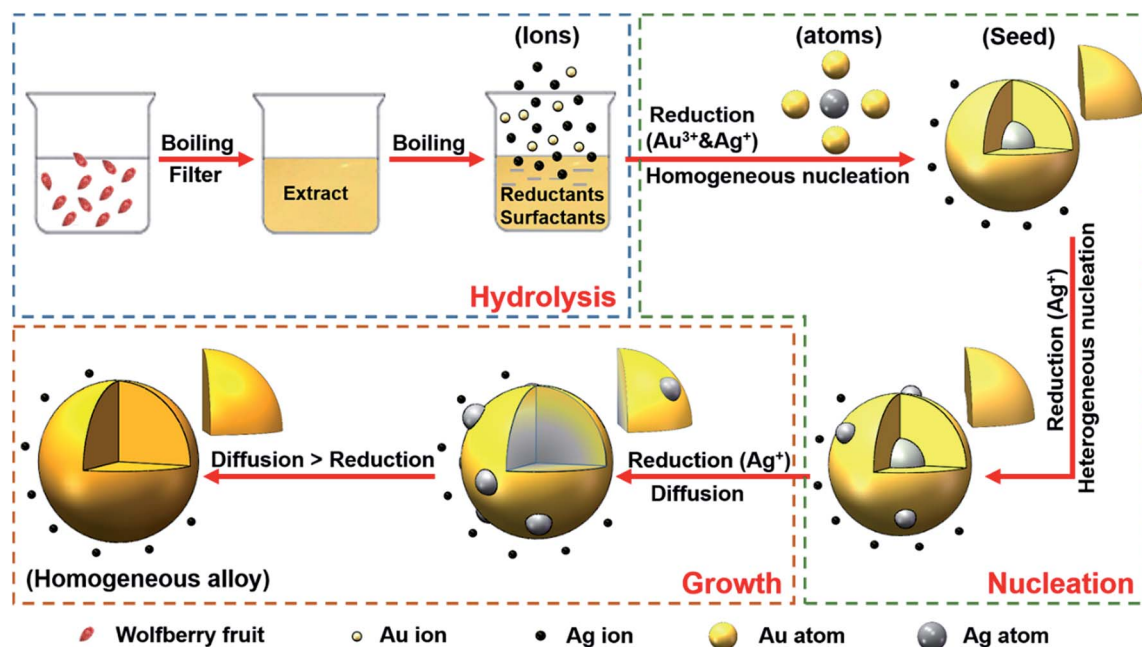 (Ions)
(atoms)
(Seed)
Boiling
Filter
Boiling
Extract
Reductants
Surfactants
Reduction
(Au³⁺&Ag⁺)
Homogeneous nucleation
Hydrolysis
Reduction (Ag⁺)
Heterogeneous nucleation
Diffusion > Reduction
Reduction (Ag⁺)
Diffusion
(Homogeneous alloy)
Growth
Nucleation
Wolfberry fruit
Au ion
Ag ion
Au atom
Ag atom